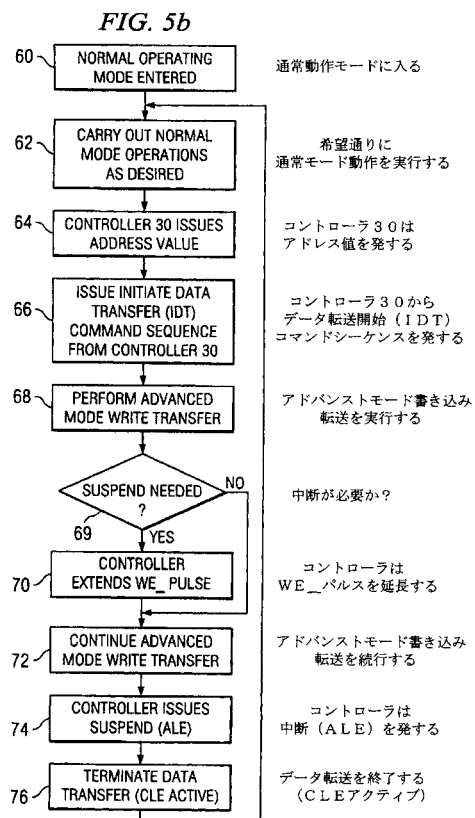 FIG. 5b
60
NORMAL OPERATING
MODE ENTERED
通常動作モードに入る
62
CARRY OUT NORMAL
MODE OPERATIONS
AS DESIRED
希望通りに
通常モード動作を実行する
64
CONTROLLER 30 ISSUES
ADDRESS VALUE
コントローラ30は
アドレス値を発する
66
ISSUE INITIATE DATA
TRANSFER (IDT)
COMMAND SEQUENCE
FROM CONTROLLER 30
コントローラ30から
データ転送開始(IDT)
コマンドシーケンスを発する
68
PERFORM ADVANCED
MODE WRITE TRANSFER
アドバンストモード書き込み
転送を実行する
SUSPEND NEEDED
?
NO
69
YES
中断が必要か?
70
CONTROLLER
EXTENDS WE_ PULSE
コントローラは
WE_パルスを延長する
72
CONTINUE ADVANCED
MODE WRITE TRANSFER
アドバンストモード書き込み
転送を続行する
74
CONTROLLER ISSUES
SUSPEND (ALE)
コントローラは
中断(ALE)を発する
76
TERMINATE DATA
TRANSFER (CLE ACTIVE)
データ転送を終了する
(CLEアクティブ)